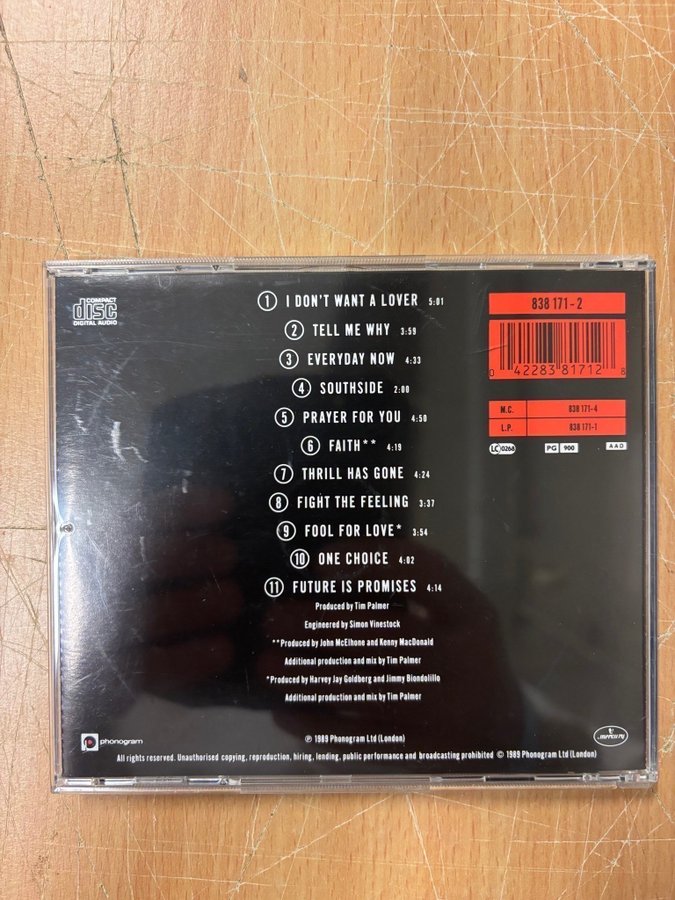 COMPACT
disc
DIGITAL AUDIO
1 I DON'T WANT A LOVER 5:01
2 TELL ME WHY 3:59
3 EVERYDAY NOW 4:33
4 SOUTHSIDE 2:00
5 PRAYER FOR YOU 4:50
6 FAITH** 4:19
7 THRILL HAS GONE 4:24
8 FIGHT THE FEELING 3:37
9 FOOL FOR LOVE* 3:54
10 ONE CHOICE 4:02
11 FUTURE IS PROMISES 4:14
Produced by Tim Palmer
Engineered by Simon Vinestock
**Produced by John McElhone and Kenny MacDonald
Additional production and mix by Tim Palmer
*Produced by Harvey Jay Goldberg and Jimmy Biondolillo
Additional production and mix by Tim Palmer
838 171-2
0 42283 81712 8
M.C. 838 171-4
L.P. 838 171-1
LC 0268 PG 900 AAD
phonogram
℗ 1989 Phonogram Ltd (London)
mercury
All rights reserved. Unauthorised copying, reproduction, hiring, lending, public performance and broadcasting prohibited © 1989 Phonogram Ltd (London)